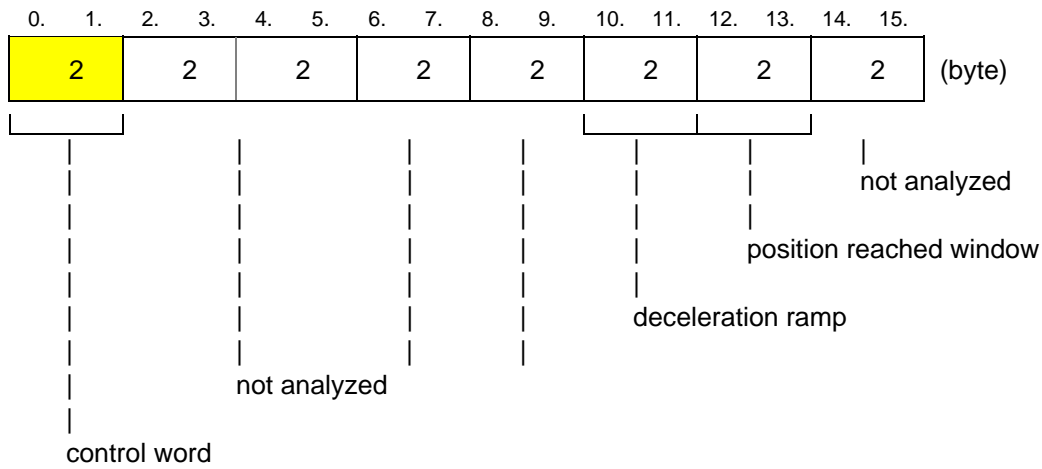 0. 1. 2. 3. 4. 5. 6. 7. 8. 9. 10. 11. 12. 13. 14. 15.
2 2 2 2 2 2 2 2 (byte)
not analyzed
position reached window
deceleration ramp
not analyzed
control word